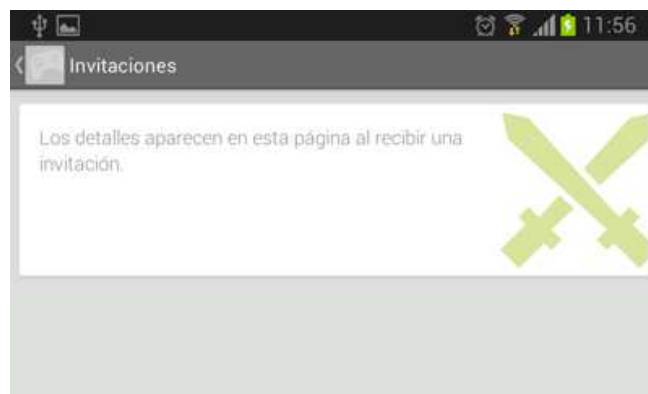 11:56
Invitaciones
Los detalles aparecen en esta página al recibir una
invitación.